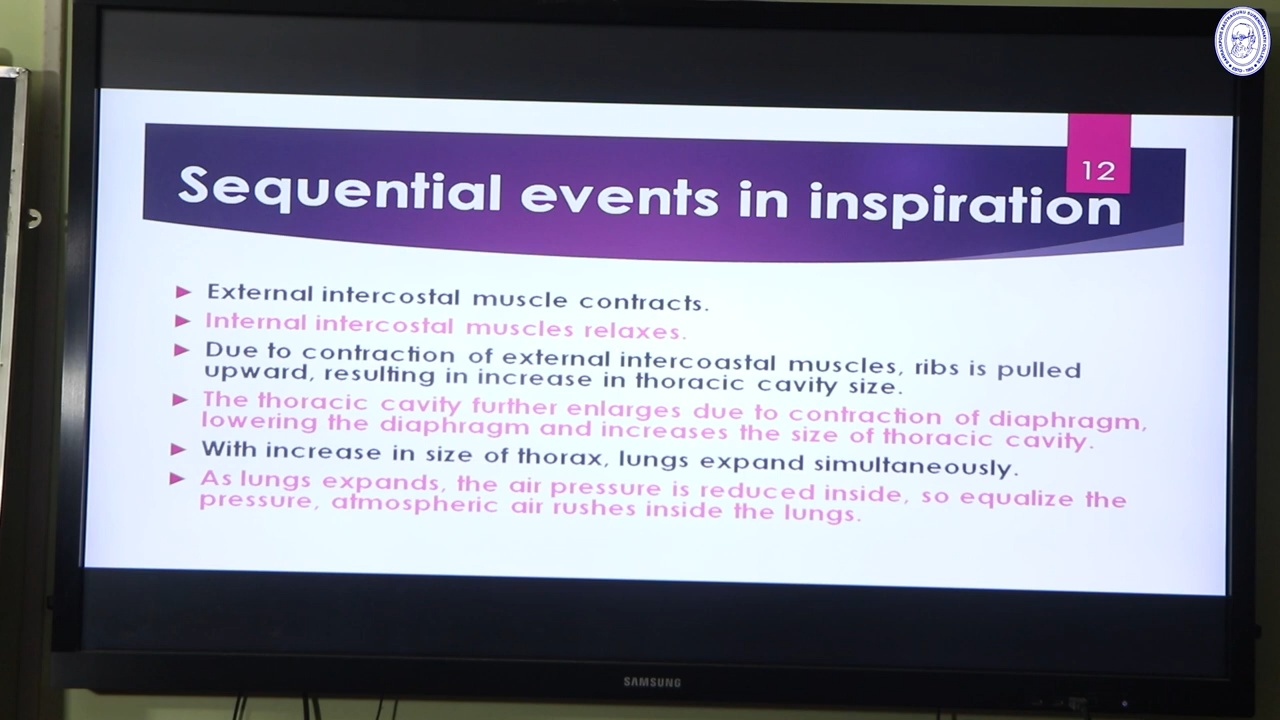 12
Sequential events in inspiration
External intercostal muscle contracts.
Internal intercostal muscles relaxes.
Due to contraction of external intercoastal muscles, ribs is pulled
upward, resulting in increase in thoracic cavity size.
The thoracic cavity further enlarges due to contraction of diaphragm,
lowering the diaphragm and increases the size of thoracic cavity.
With increase in size of thorax, lungs expand simultaneously.
As lungs expands, the air pressure is reduced inside, so equalize the
pressure, atmospheric air rushes inside the lungs.
SAMSUNG